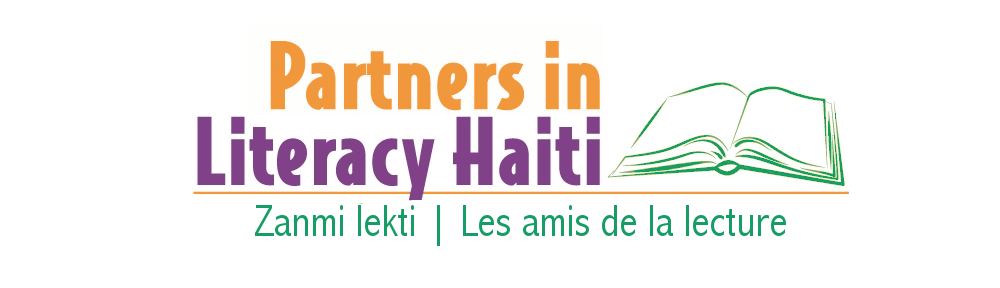 Partners in
Literacy Haiti
Zanmi lekti | Les amis de la lecture